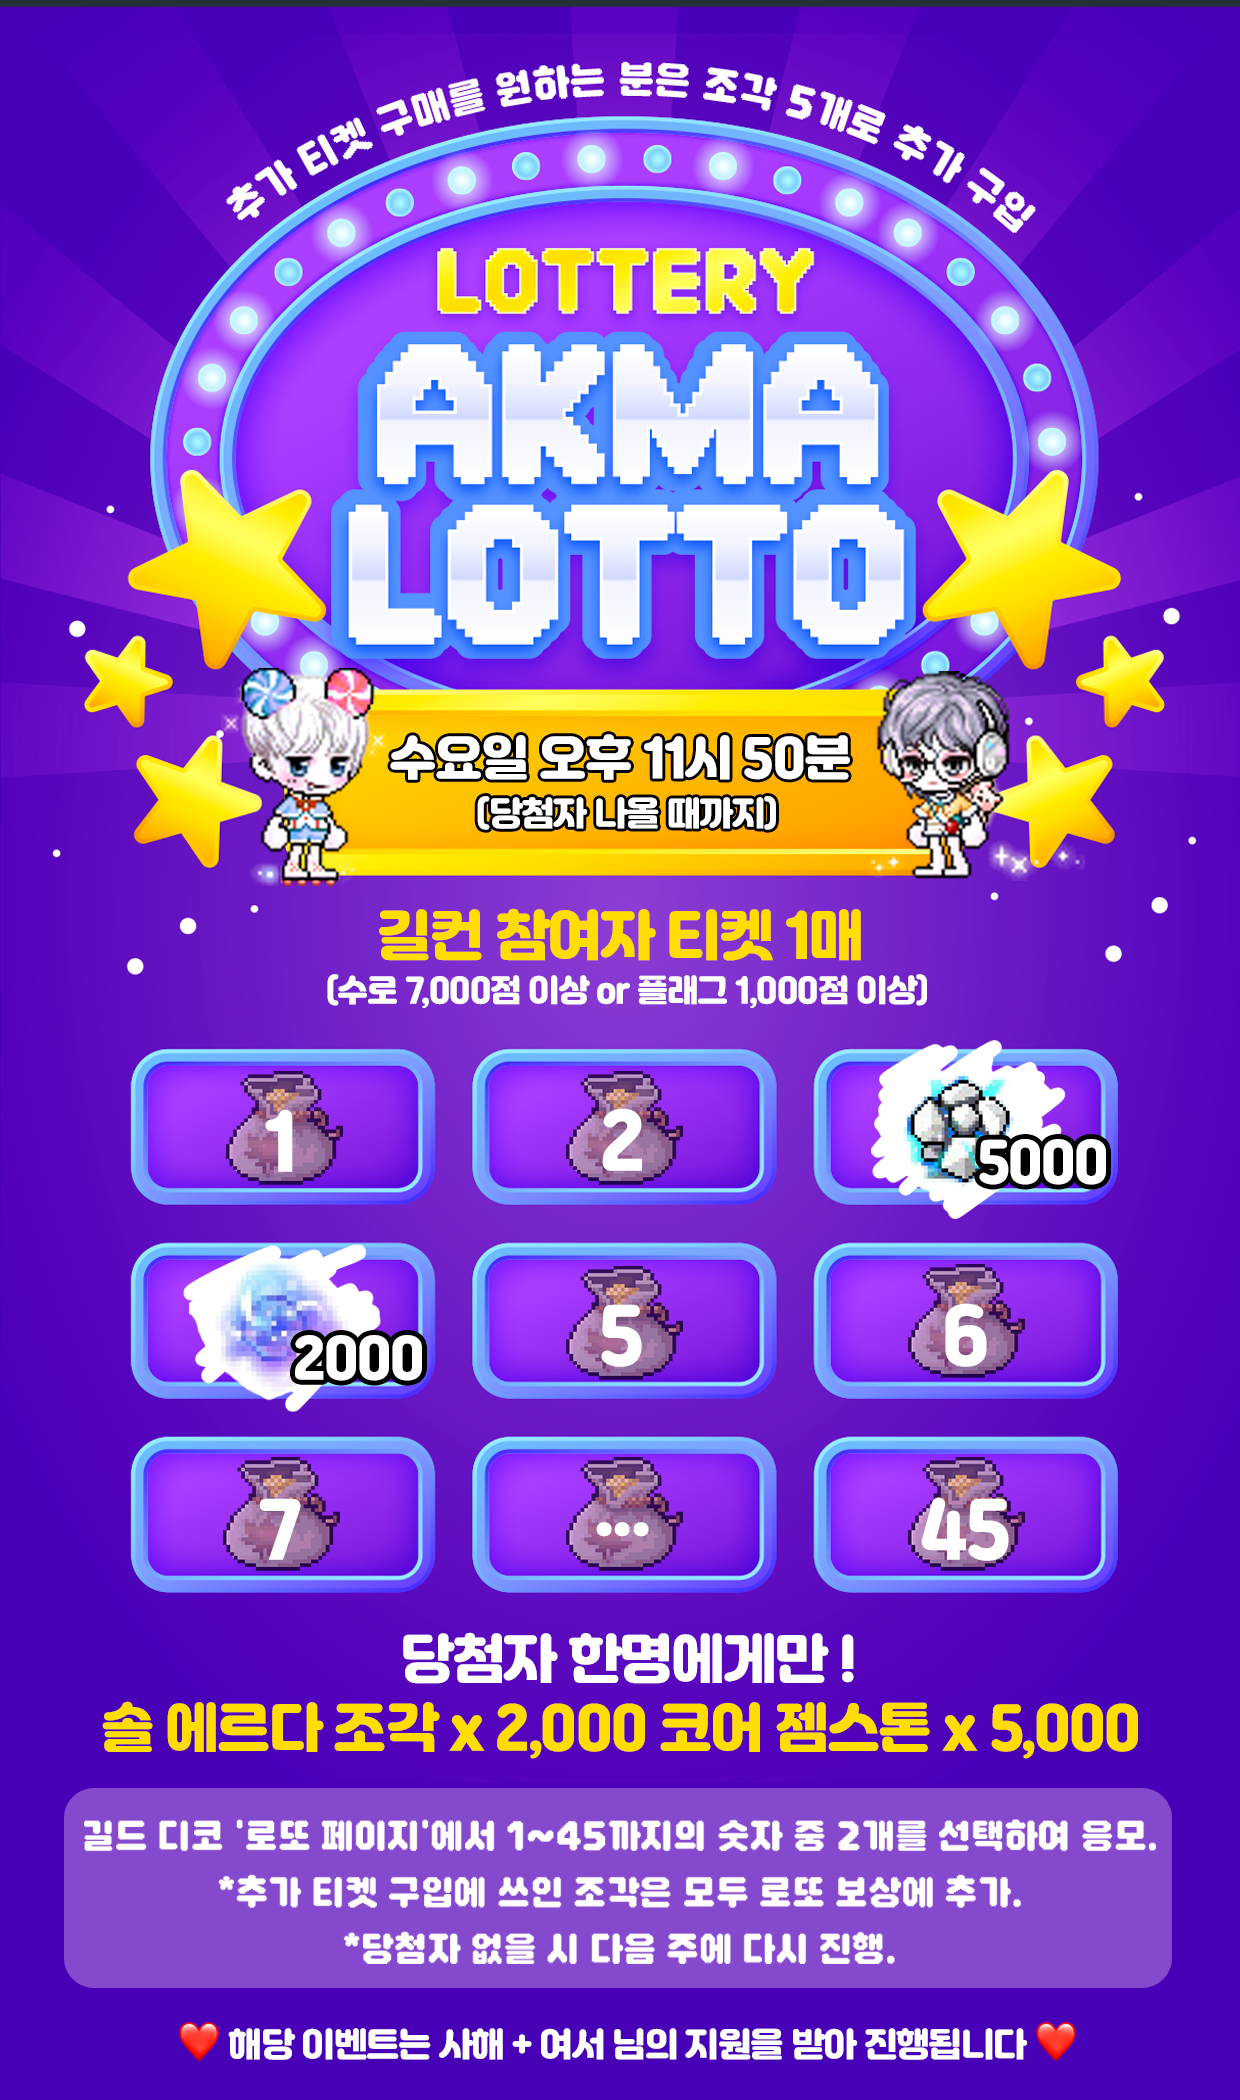 추가 티켓 구매를 원하는 분은 조각 5개로 추가 구입
LOTTERY
AKMA
LOTTO
수요일 오후 11시 50분
(당첨자 나올 때까지)
길컨 참여자 티켓 1매
(수로 7,000점 이상 or 플래그 1,000점 이상)
1
2
5000
2000
5
6
7
...
45
당첨자 한명에게만 !
솔 에르다 조각 x 2,000 코어 젬스톤 x 5,000
길드 디코 '로또 페이지'에서 1~45까지의 숫자 중 2개를 선택하여 응모.
*추가 티켓 구입에 쓰인 조각은 모두 로또 보상에 추가.
*당첨자 없을 시 다음 주에 다시 진행.
❤️ 해당 이벤트는 사해 + 여서 님의 지원을 받아 진행됩니다 ❤️